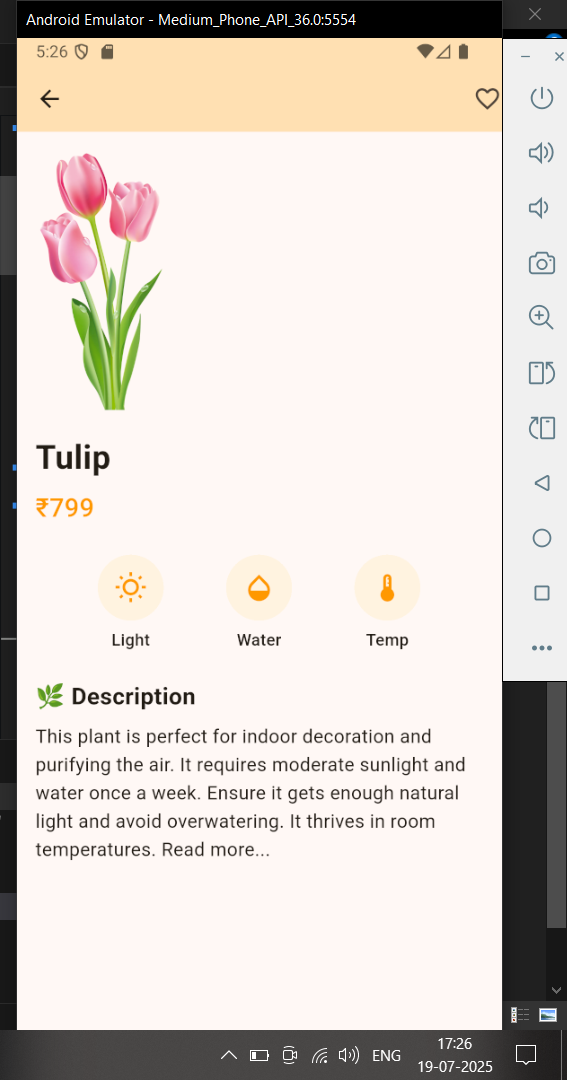 Android Emulator - Medium_Phone_API_36.0:5554
5:26
Tulip
₹799
Light
Water
Temp
🌿 Description
This plant is perfect for indoor decoration and
purifying the air. It requires moderate sunlight and
water once a week. Ensure it gets enough natural
light and avoid overwatering. It thrives in room
temperatures. Read more...
ENG
17:26
19-07-2025